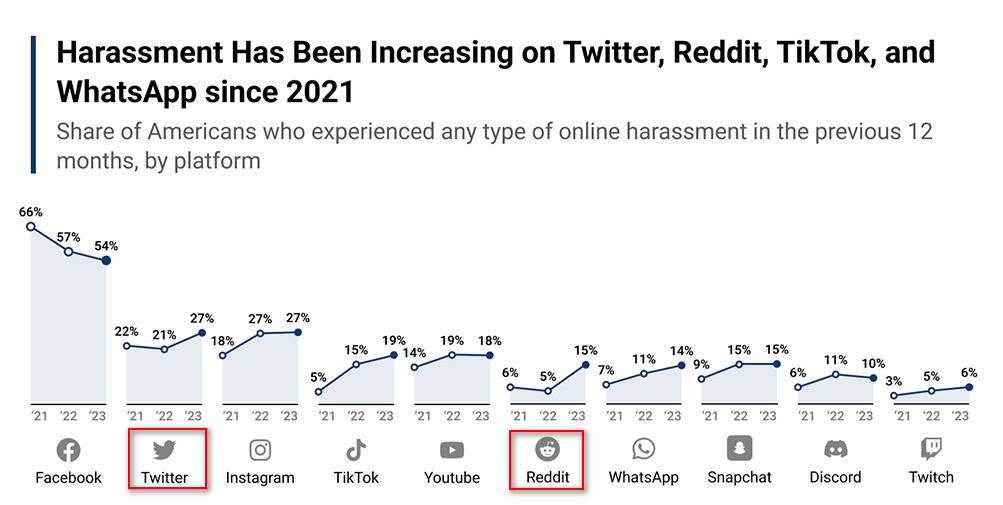 Harassment Has Been Increasing on Twitter, Reddit, TikTok, and
WhatsApp since 2021
Share of Americans who experienced any type of online harassment in the previous 12
months, by platform
66% 57% 54%
22% 21% 27%
18% 27% 27%
5% 15% 19%
14% 19% 18%
6% 5% 15%
7% 11% 14%
9% 15% 15%
6% 11% 10%
3% 5% 6%
'21 '22 '23 '21 '22 '23 '21 '22 '23 '21 '22 '23 '21 '22 '23 '21 '22 '23 '21 '22 '23 '21 '22 '23 '21 '22 '23 '21 '22 '23
Facebook Twitter Instagram TikTok Youtube Reddit WhatsApp Snapchat Discord Twitch